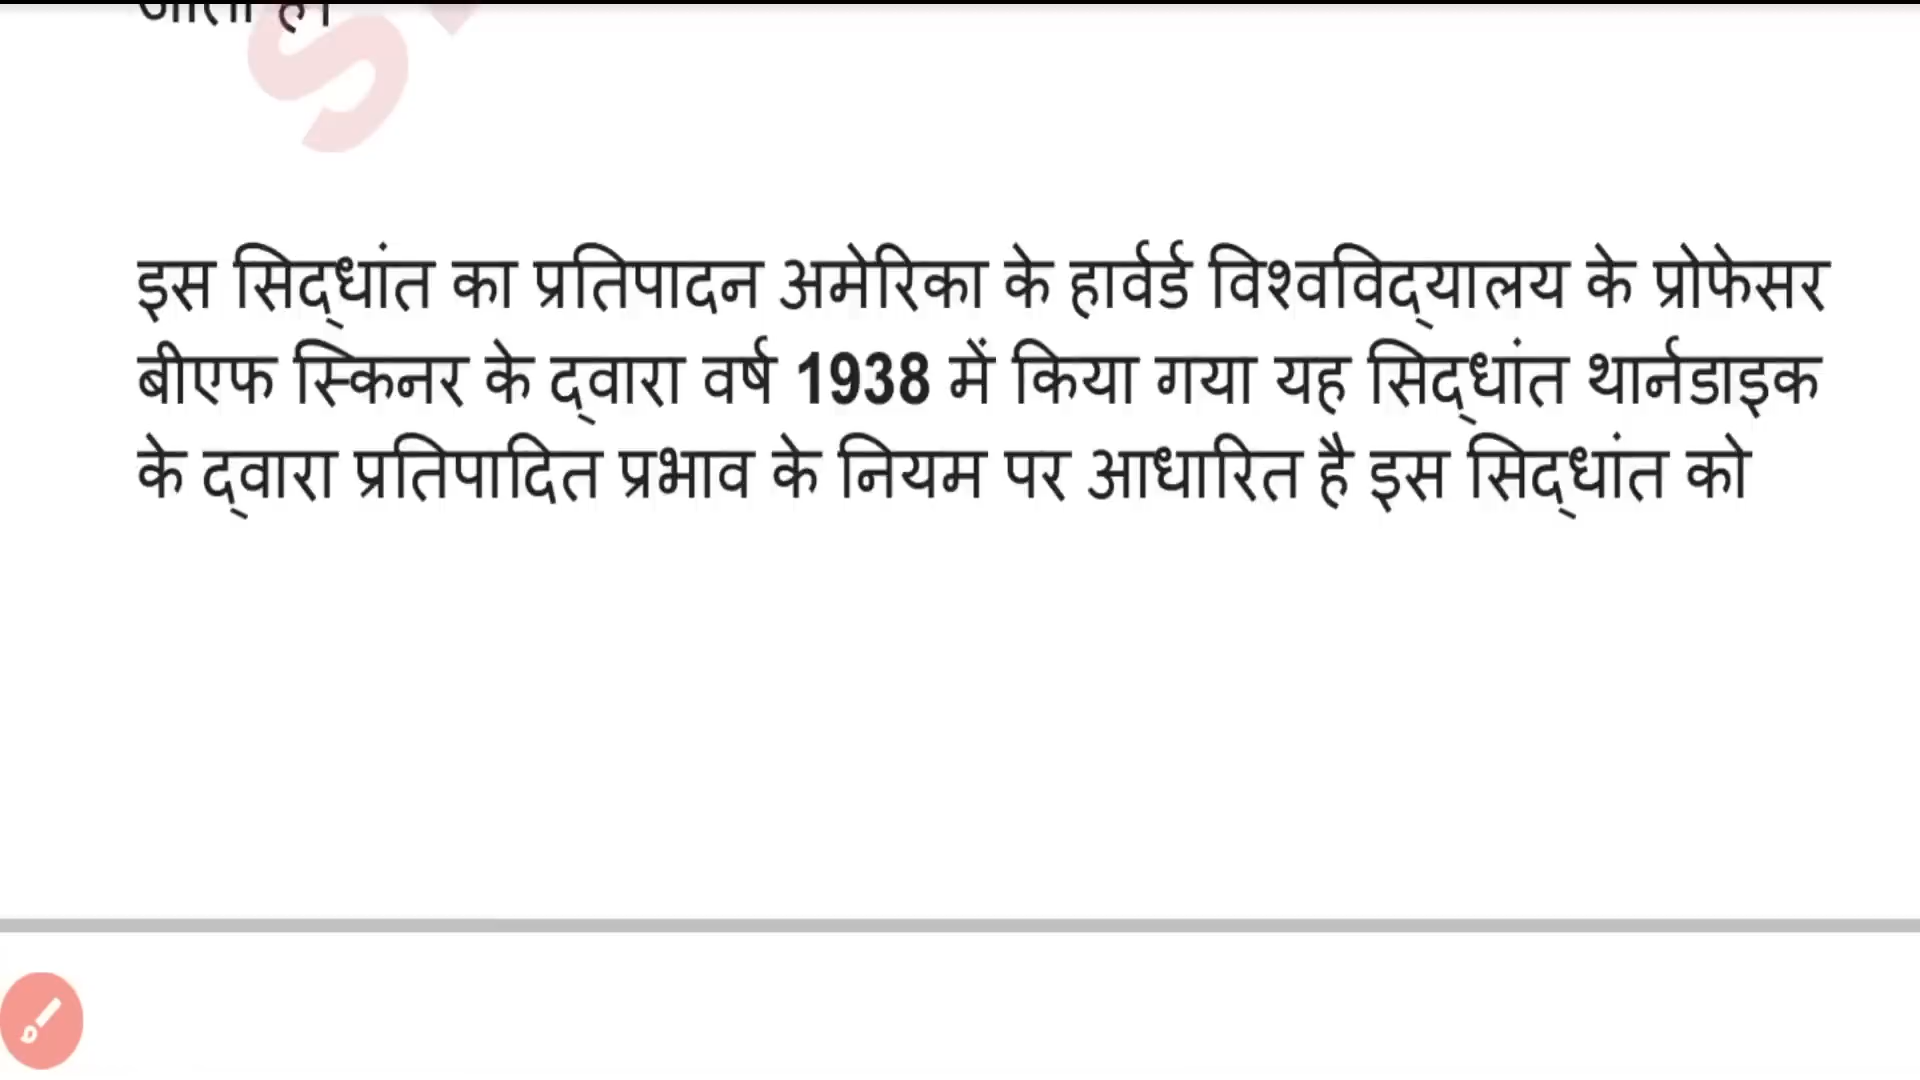 इस सिद्धांत का प्रतिपादन अमेरिका के हार्वर्ड विश्वविद्यालय के प्रोफेसर
बीएफ स्किनर के द्वारा वर्ष 1938 में किया गया यह सिद्धांत थार्नडाइक
के द्वारा प्रतिपादित प्रभाव के नियम पर आधारित है इस सिद्धांत को